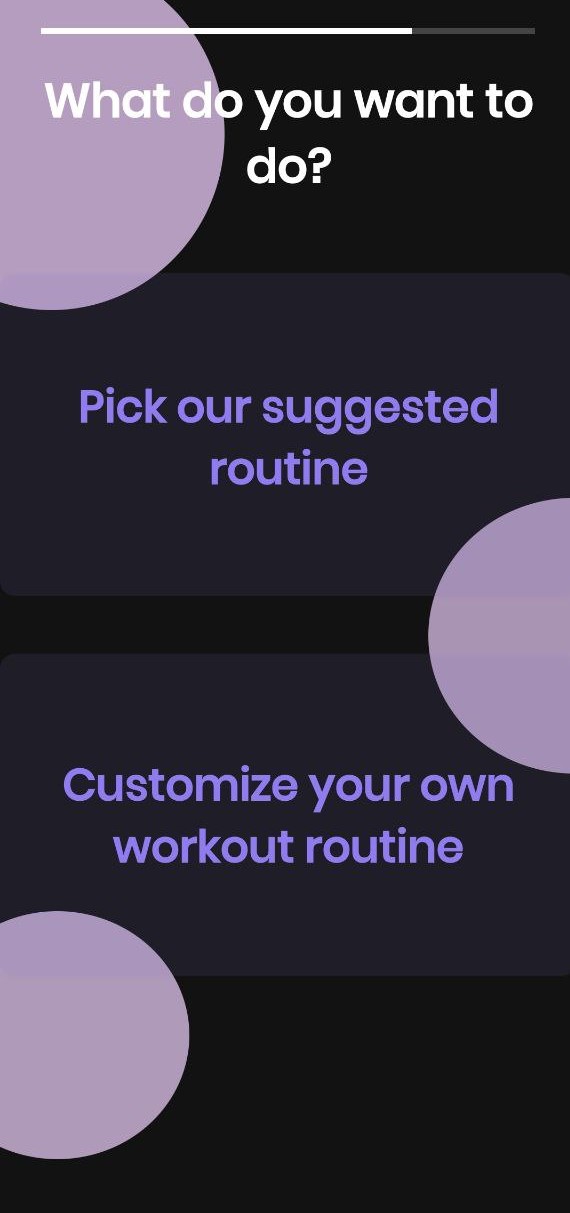 What do you want to
do?
Pick our suggested
routine
Customize your own
workout routine